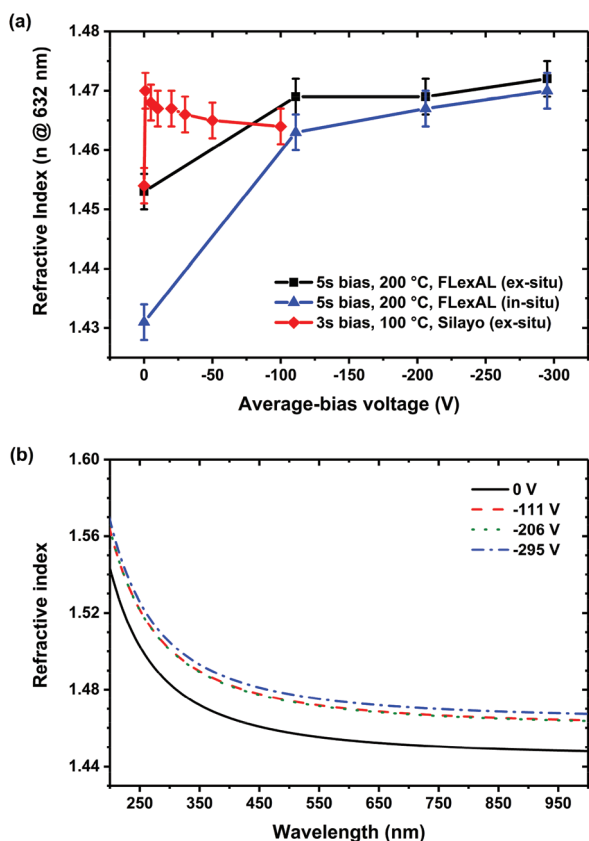 (a)
1.48
1.47
1.46
1.45
1.44
1.43
Refractive Index (n @ 632 nm)
5s bias, 200 °C, FLexAL (ex-situ)
5s bias, 200 °C, FLexAL (in-situ)
3s bias, 100 °C, Silayo (ex-situ)
0 -50 -100 -150 -200 -250 -300
Average-bias voltage (V)
(b)
1.60
1.56
1.52
1.48
1.44
Refractive index
0 V
-111 V
-206 V
-295 V
250 350 450 550 650 750 850 950
Wavelength (nm)